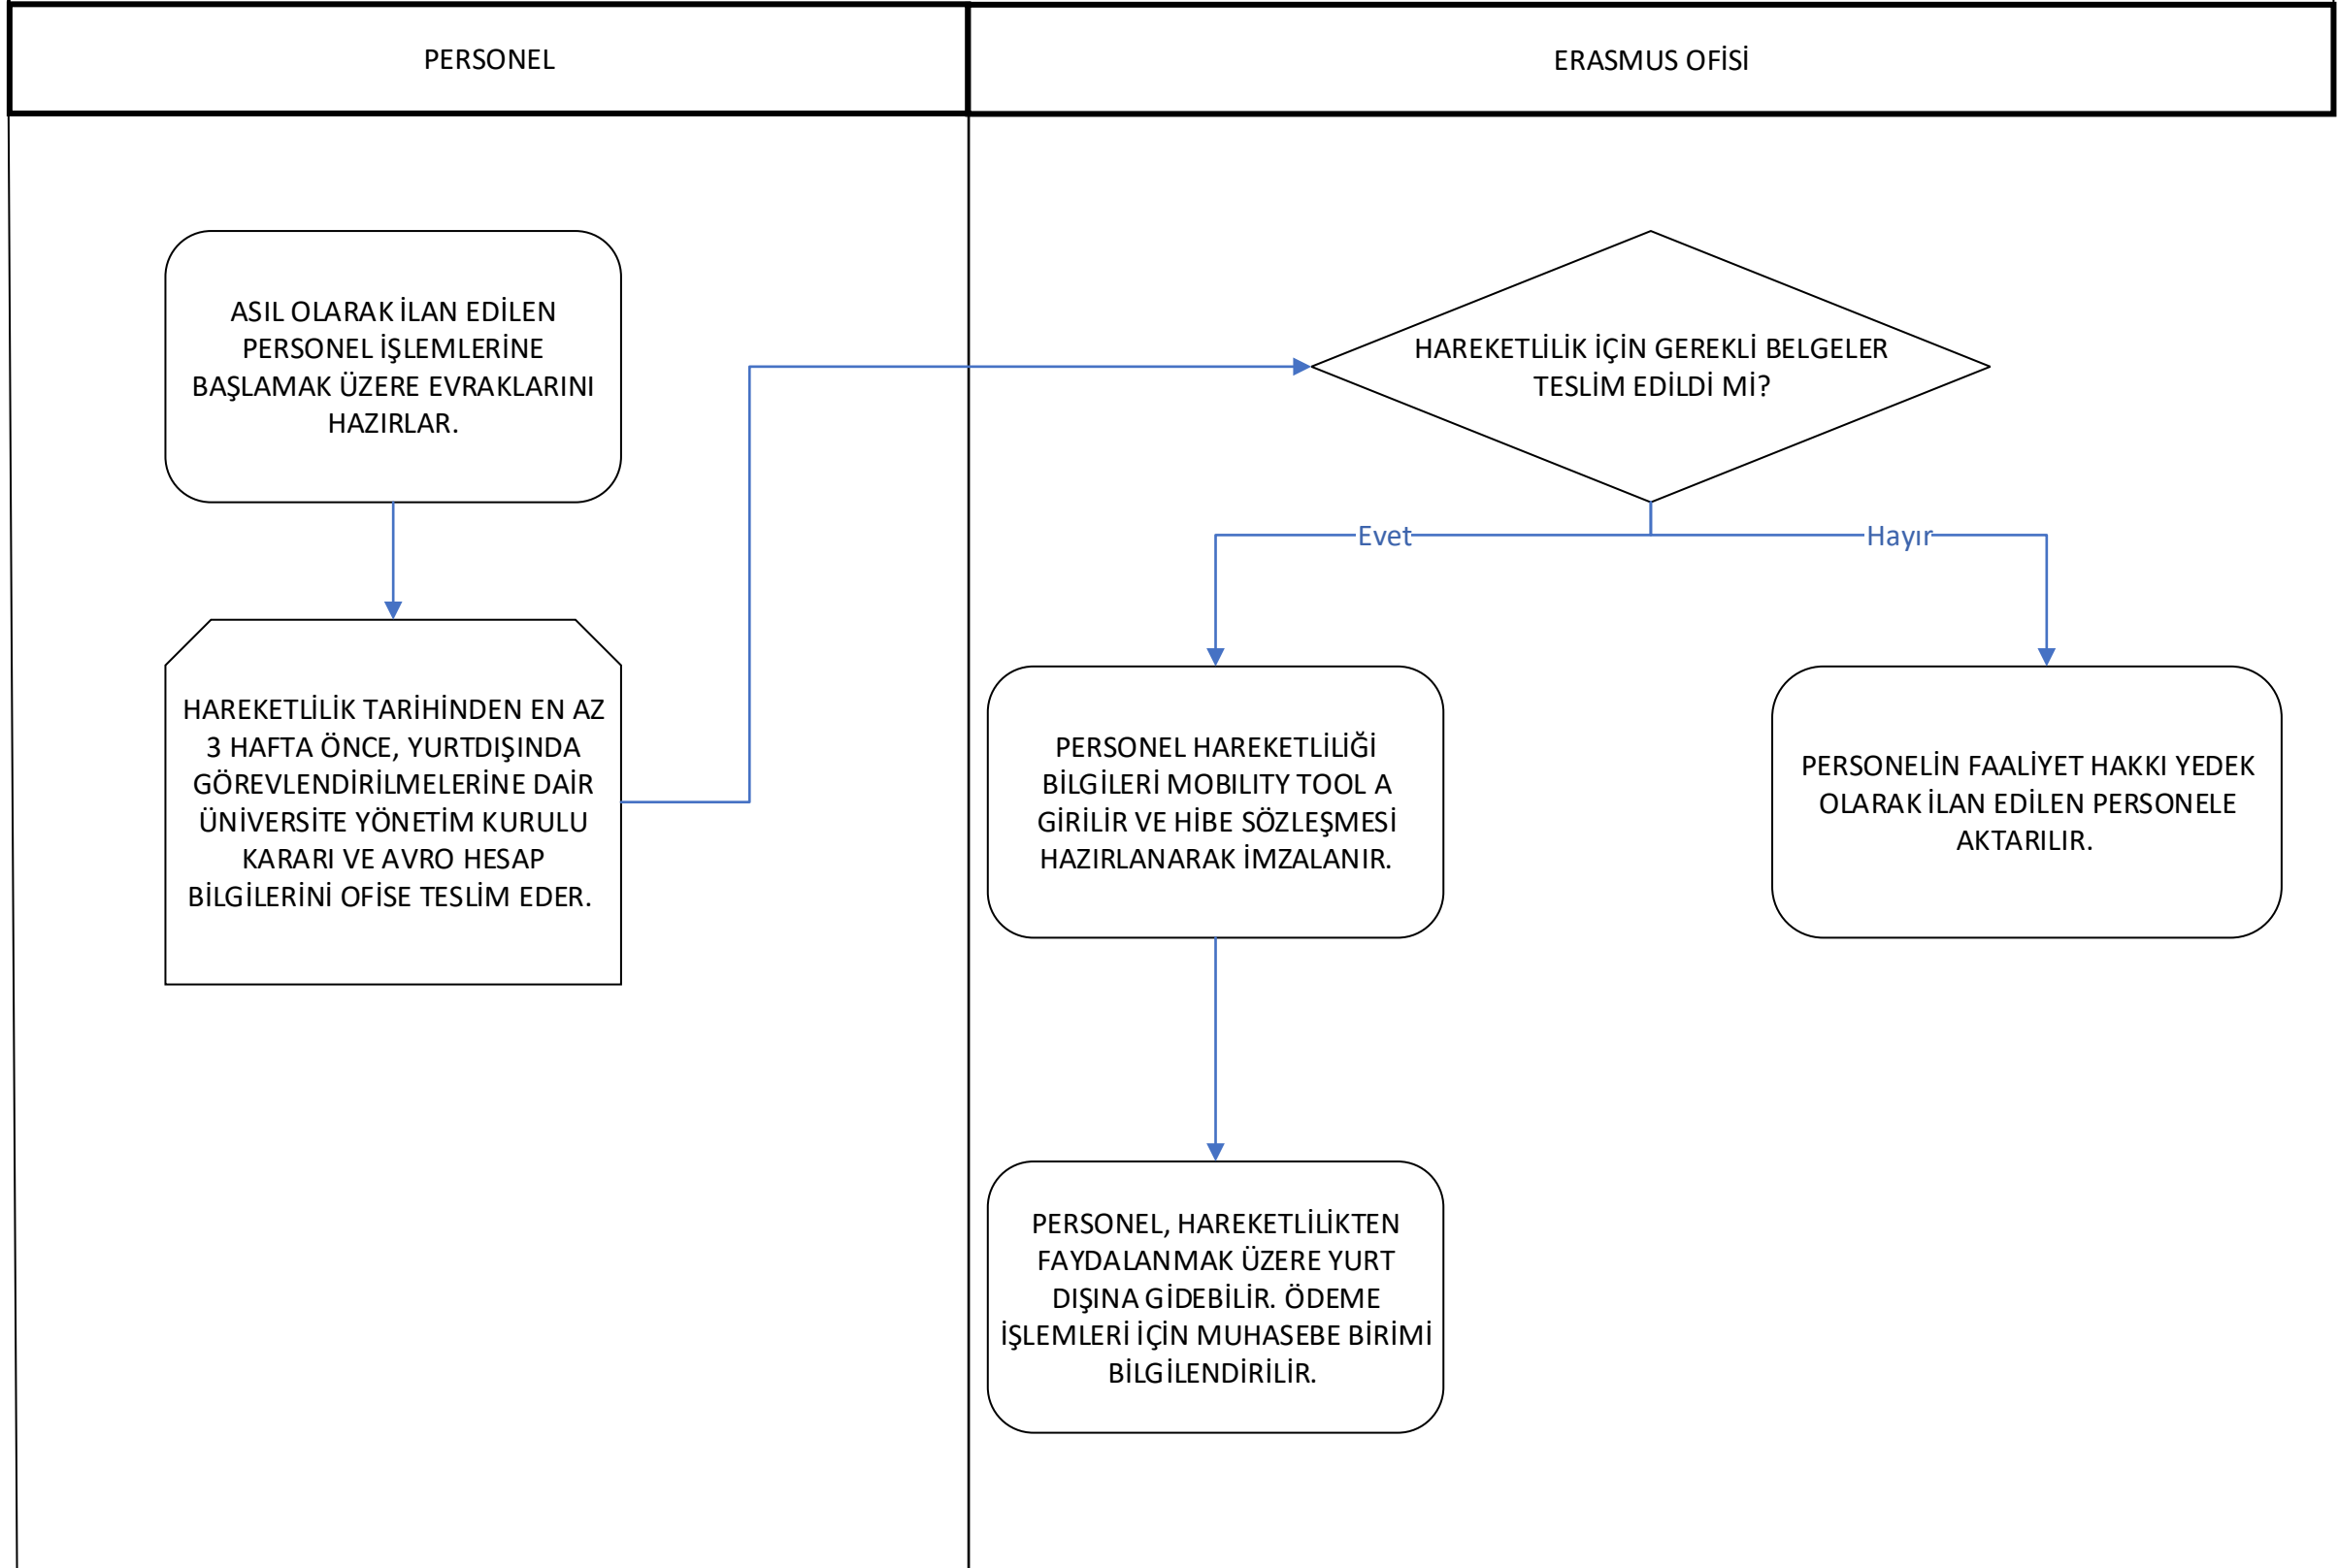 PERSONEL
ERASMUS OFİSİ
ASIL OLARAK İLAN EDİLEN
PERSONEL İŞLEMLERİNE
BAŞLAMAK ÜZERE EVRAKLARINI
HAZIRLAR.
HAREKETLİLİK TARİHİNDEN EN AZ
3 HAFTA ÖNCE, YURTDIŞINDA
GÖREVLENDİRİLMELERİNE DAİR
ÜNİVERSİTE YÖNETİM KURULU
KARARI VE AVRO HESAP
BİLGİLERİNİ OFİSE TESLİM EDER.
HAREKETLİLİK İÇİN GEREKLİ BELGELER
TESLİM EDİLDİ Mİ?
Evet
Hayır
PERSONEL HAREKETLİLİĞİ
BİLGİLERİ MOBILITY TOOL A
GİRİLİR VE HİBE SÖZLEŞMESİ
HAZIRLANARAK İMZALANIR.
PERSONELİN FAALİYET HAKKI YEDEK
OLARAK İLAN EDİLEN PERSONELE
AKTARILIR.
PERSONEL, HAREKETLİLİKTEN
FAYDALANMAK ÜZERE YURT
DIŞINA GİDEBİLİR. ÖDEME
İŞLEMLERİ İÇİN MUHASEBE BİRİMİ
BİLGİLENDİRİLİR.